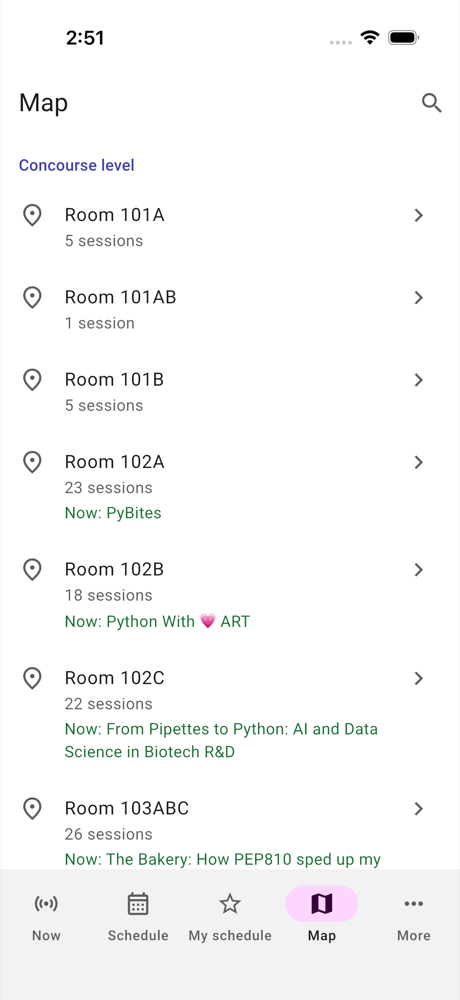 2:51
Map
Concourse level
Room 101A
5 sessions
Room 101AB
1 session
Room 101B
5 sessions
Room 102A
23 sessions
Now: PyBites
Room 102B
18 sessions
Now: Python With 💗 ART
Room 102C
22 sessions
Now: From Pipettes to Python: AI and Data
Science in Biotech R&D
Room 103ABC
26 sessions
Now: The Bakery: How PEP810 sped up my
Now
Schedule
My schedule
Map
More